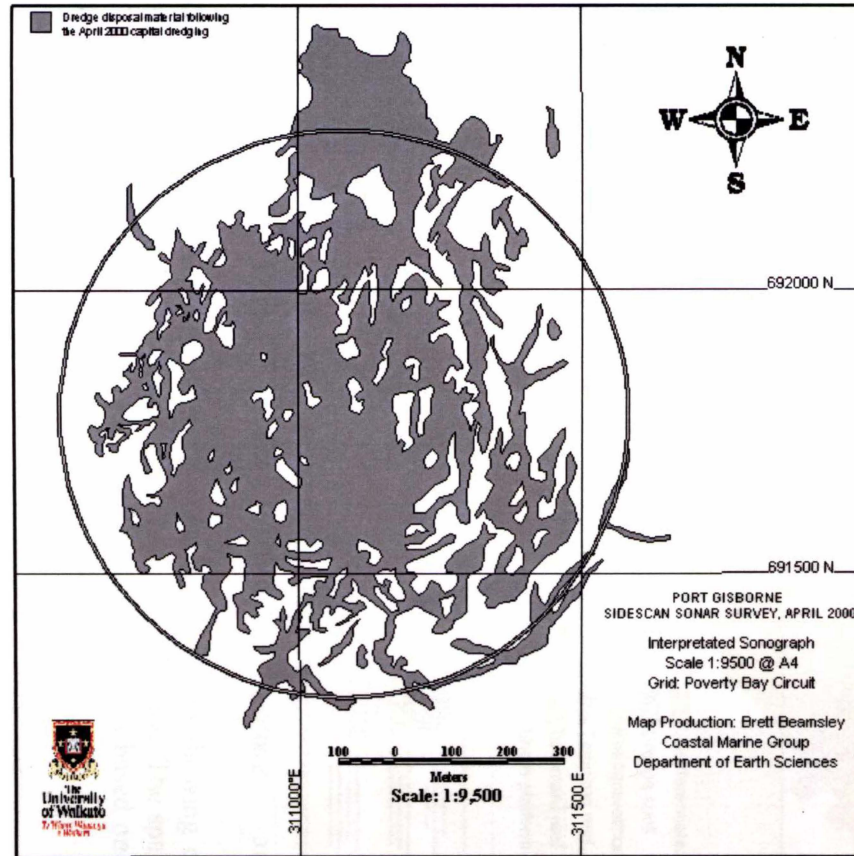 Dredge disposal material following
the April 2000 capital dredging
N
W E
S
692000 N
691500 N
PORT GISBORNE
SIDESCAN SONAR SURVEY, APRIL 2000
Interpretated Sonograph
Scale 1:9500 @ A4
Grid: Poverty Bay Circuit
Map Production: Brett Beamsley
Coastal Marine Group
Department of Earth Sciences
100 0 100 200 300
Meters
Scale: 1:9,500
311000°E
311500 E
The
University
of Waikato